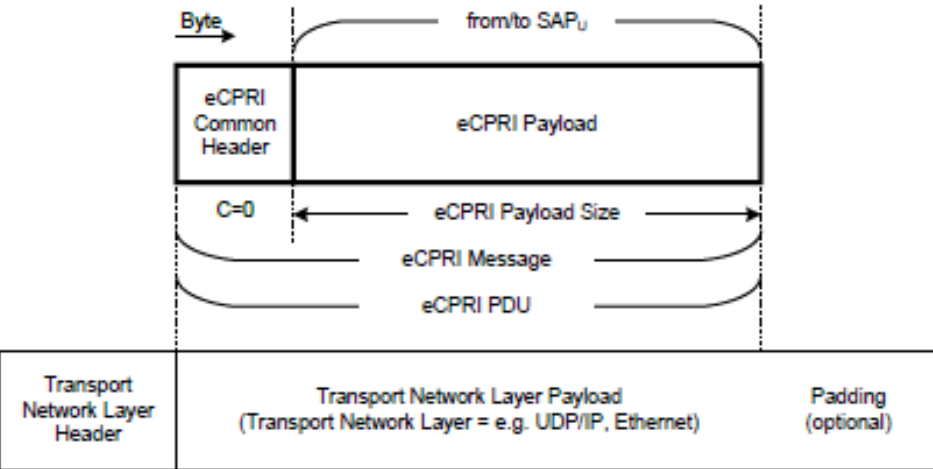 Byte
from/to SAPU
eCPRI
Common
Header
eCPRI Payload
C=0
eCPRI Payload Size
eCPRI Message
eCPRI PDU
Transport
Network Layer
Header
Transport Network Layer Payload
(Transport Network Layer = e.g. UDP/IP, Ethernet)
Padding
(optional)